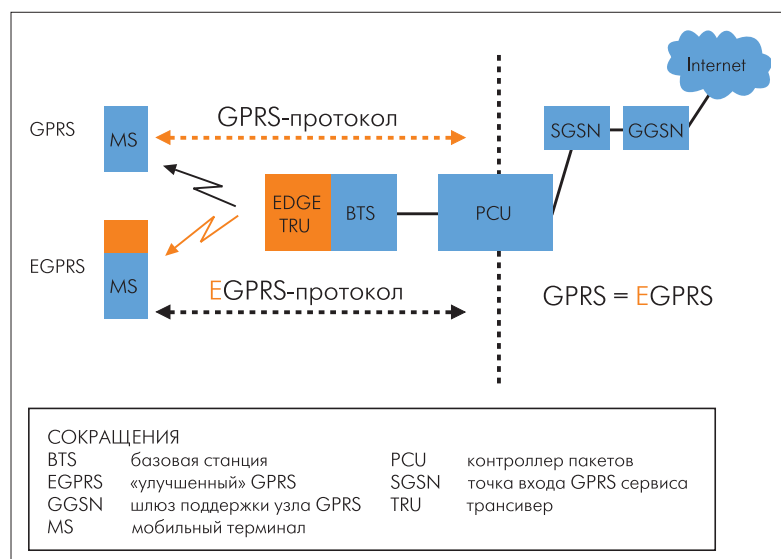 Internet
GPRS
MS
GPRS-протокол
SGSN
GGSN
EDGE
TRU
BTS
PCU
EGPRS
MS
EGPRS-протокол
GPRS = EGPRS
СОКРАЩЕНИЯ
BTS базовая станция
EGPRS «улучшенный» GPRS
GGSN шлюз поддержки узла GPRS
MS мобильный терминал
PCU контроллер пакетов
SGSN точка входа GPRS сервиса
TRU трансивер